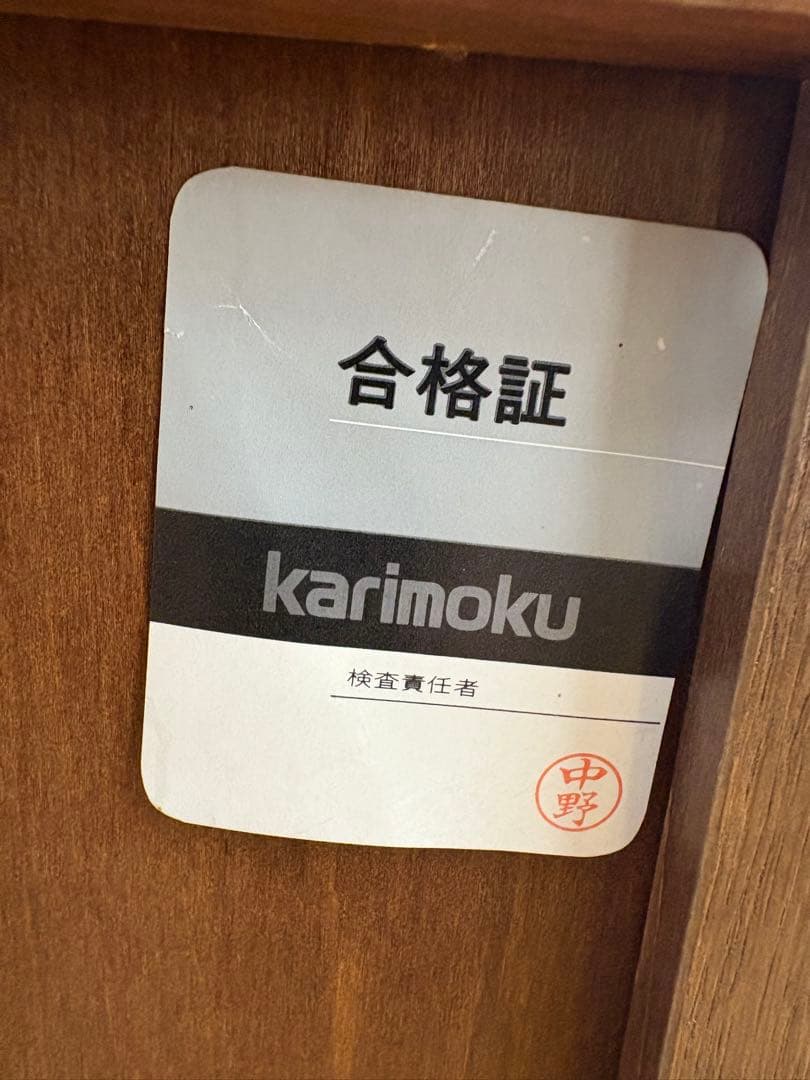 合格証
karimoku
検査責任者
中野